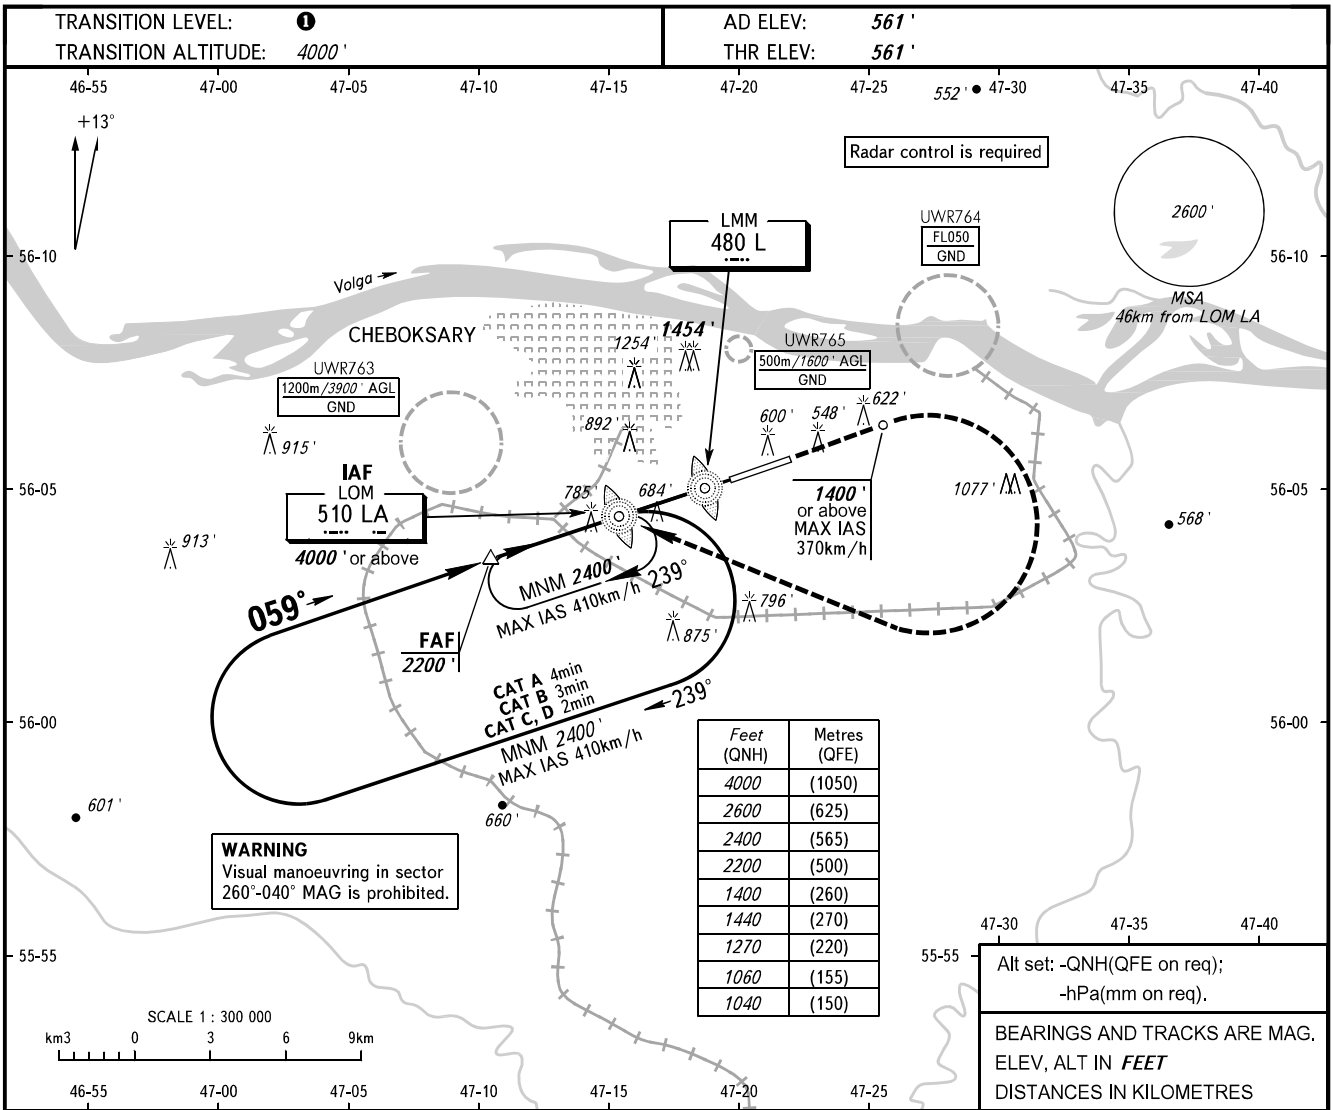 TRANSITION LEVEL: ❶
TRANSITION ALTITUDE: 4000'
AD ELEV: 561'
THR ELEV: 561'
46-55 47-00 47-05 47-10 47-15 47-20 47-25 47-30 47-35 47-40
552'
+13°
Radar control is required
2600'
MSA
46km from LOM LA
UWR764
FL050
GND
LMM
480 L
56-10
56-10
Volga
CHEBOKSARY
1254'
1454'
UWR765
500m/1600' AGL
GND
UWR763
1200m/3900' AGL
GND
915'
892'
600'
548'
622'
IAF
LOM
510 LA
4000' or above
785'
684'
56-05
56-05
1400'
or above
MAX IAS
370km/h
1077'
568'
913'
059°
MNM 2400'
239°
MAX IAS 410km/h
FAF
2200'
875'
796'
CAT A 4min
CAT B 3min
CAT C, D 2min
239°
MNM 2400'
MAX IAS 410km/h
56-00
56-00
601'
660'
WARNING
Visual manoeuvring in sector
260°-040° MAG is prohibited.
Feet Metres
(QNH) (QFE)
4000 (1050)
2600 (625)
2400 (565)
2200 (500)
1400 (260)
1440 (270)
1270 (220)
1060 (155)
1040 (150)
47-30 47-35 47-40
55-55
55-55
Alt set: -QNH(QFE on req);
-hPa(mm on req).
BEARINGS AND TRACKS ARE MAG.
ELEV, ALT IN FEET
DISTANCES IN KILOMETRES
SCALE 1 : 300 000
km3 0 3 6 9km
46-55 47-00 47-05 47-10 47-15 47-20 47-25